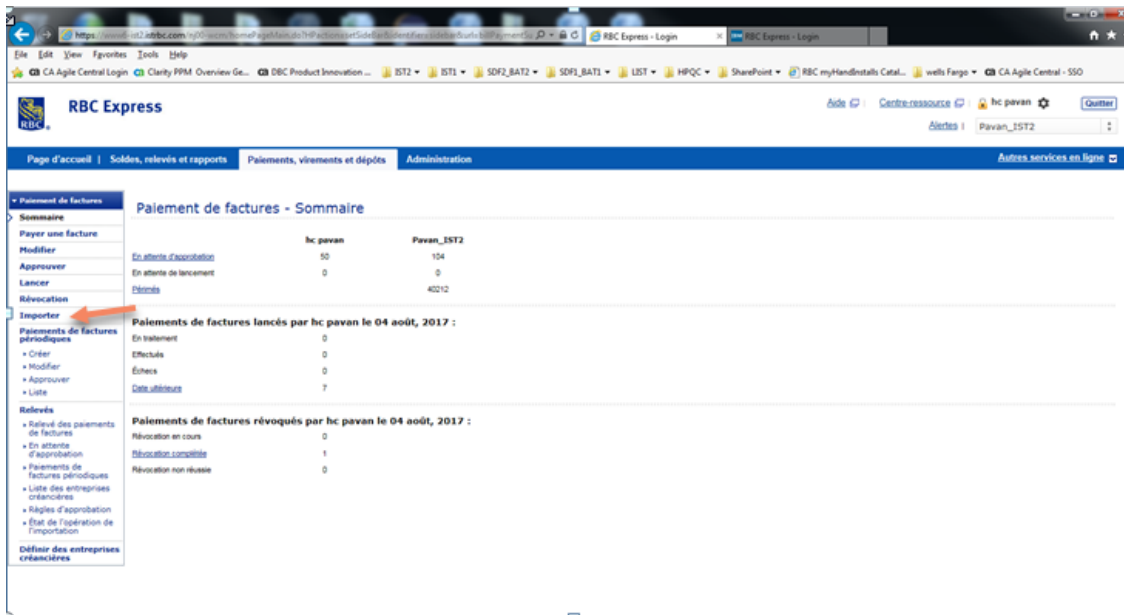 RBC Express - Login
RBC Express - Login
File Edit View Favorites Tools Help
CA Agile Central Login Clarity PPM Overview Ge... DBC Product Innovation ... IST2 IST1 SDF2_BAT2 SDF1_BAT1 LIST HPQC SharePoint RBC myHandInstalls Catal... wells Fargo CA Agile Central - SSO
RBC
RBC Express
Aide Centre-ressource hc pavan Quitter
Alertes | Pavan_IST2
Page d'accueil | Soldes, relevés et rapports Paiements, virements et dépôts Administration Autres services en ligne
Paiement de factures
Sommaire
Payer une facture
Modifier
Approuver
Lancer
Révocation
Importer
Paiements de factures
périodiques
» Créer
» Modifier
» Approuver
» Liste
Relevés
» Relevé des paiements
de factures
» En attente
d'approbation
» Paiements de
factures périodiques
» Liste des entreprises
créancières
» Règles d'approbation
» État de l'opération de
l'importation
Définir des entreprises
créancières
Paiement de factures - Sommaire
hc pavan Pavan_IST2
En attente d'approbation 50 104
En attente de lancement 0 0
Périmés 40212
Paiements de factures lancés par hc pavan le 04 août, 2017 :
En traitement 0
Effectués 0
Échecs 0
Date ultérieure 7
Paiements de factures révoqués par hc pavan le 04 août, 2017 :
Révocation en cours 0
Révocation complétée 1
Révocation non réussie 0